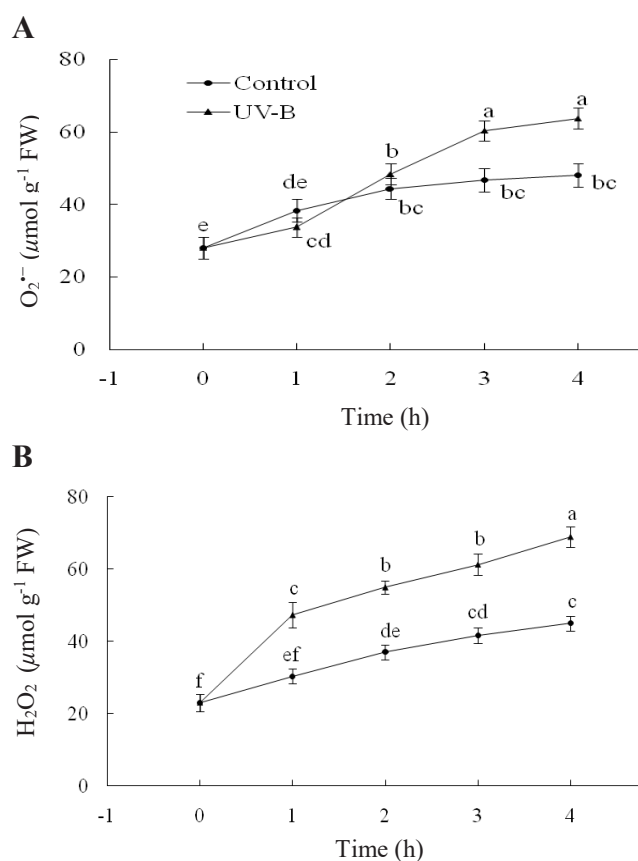 A
80
60
40
20
0
O₂•− (μmol g⁻¹ FW)
Control
UV-B
e
de
cd
b
bc
a
bc
a
bc
-1 0 1 2 3 4
Time (h)
B
80
60
40
20
0
H₂O₂ (μmol g⁻¹ FW)
f
c
ef
b
de
b
cd
a
c
-1 0 1 2 3 4
Time (h)